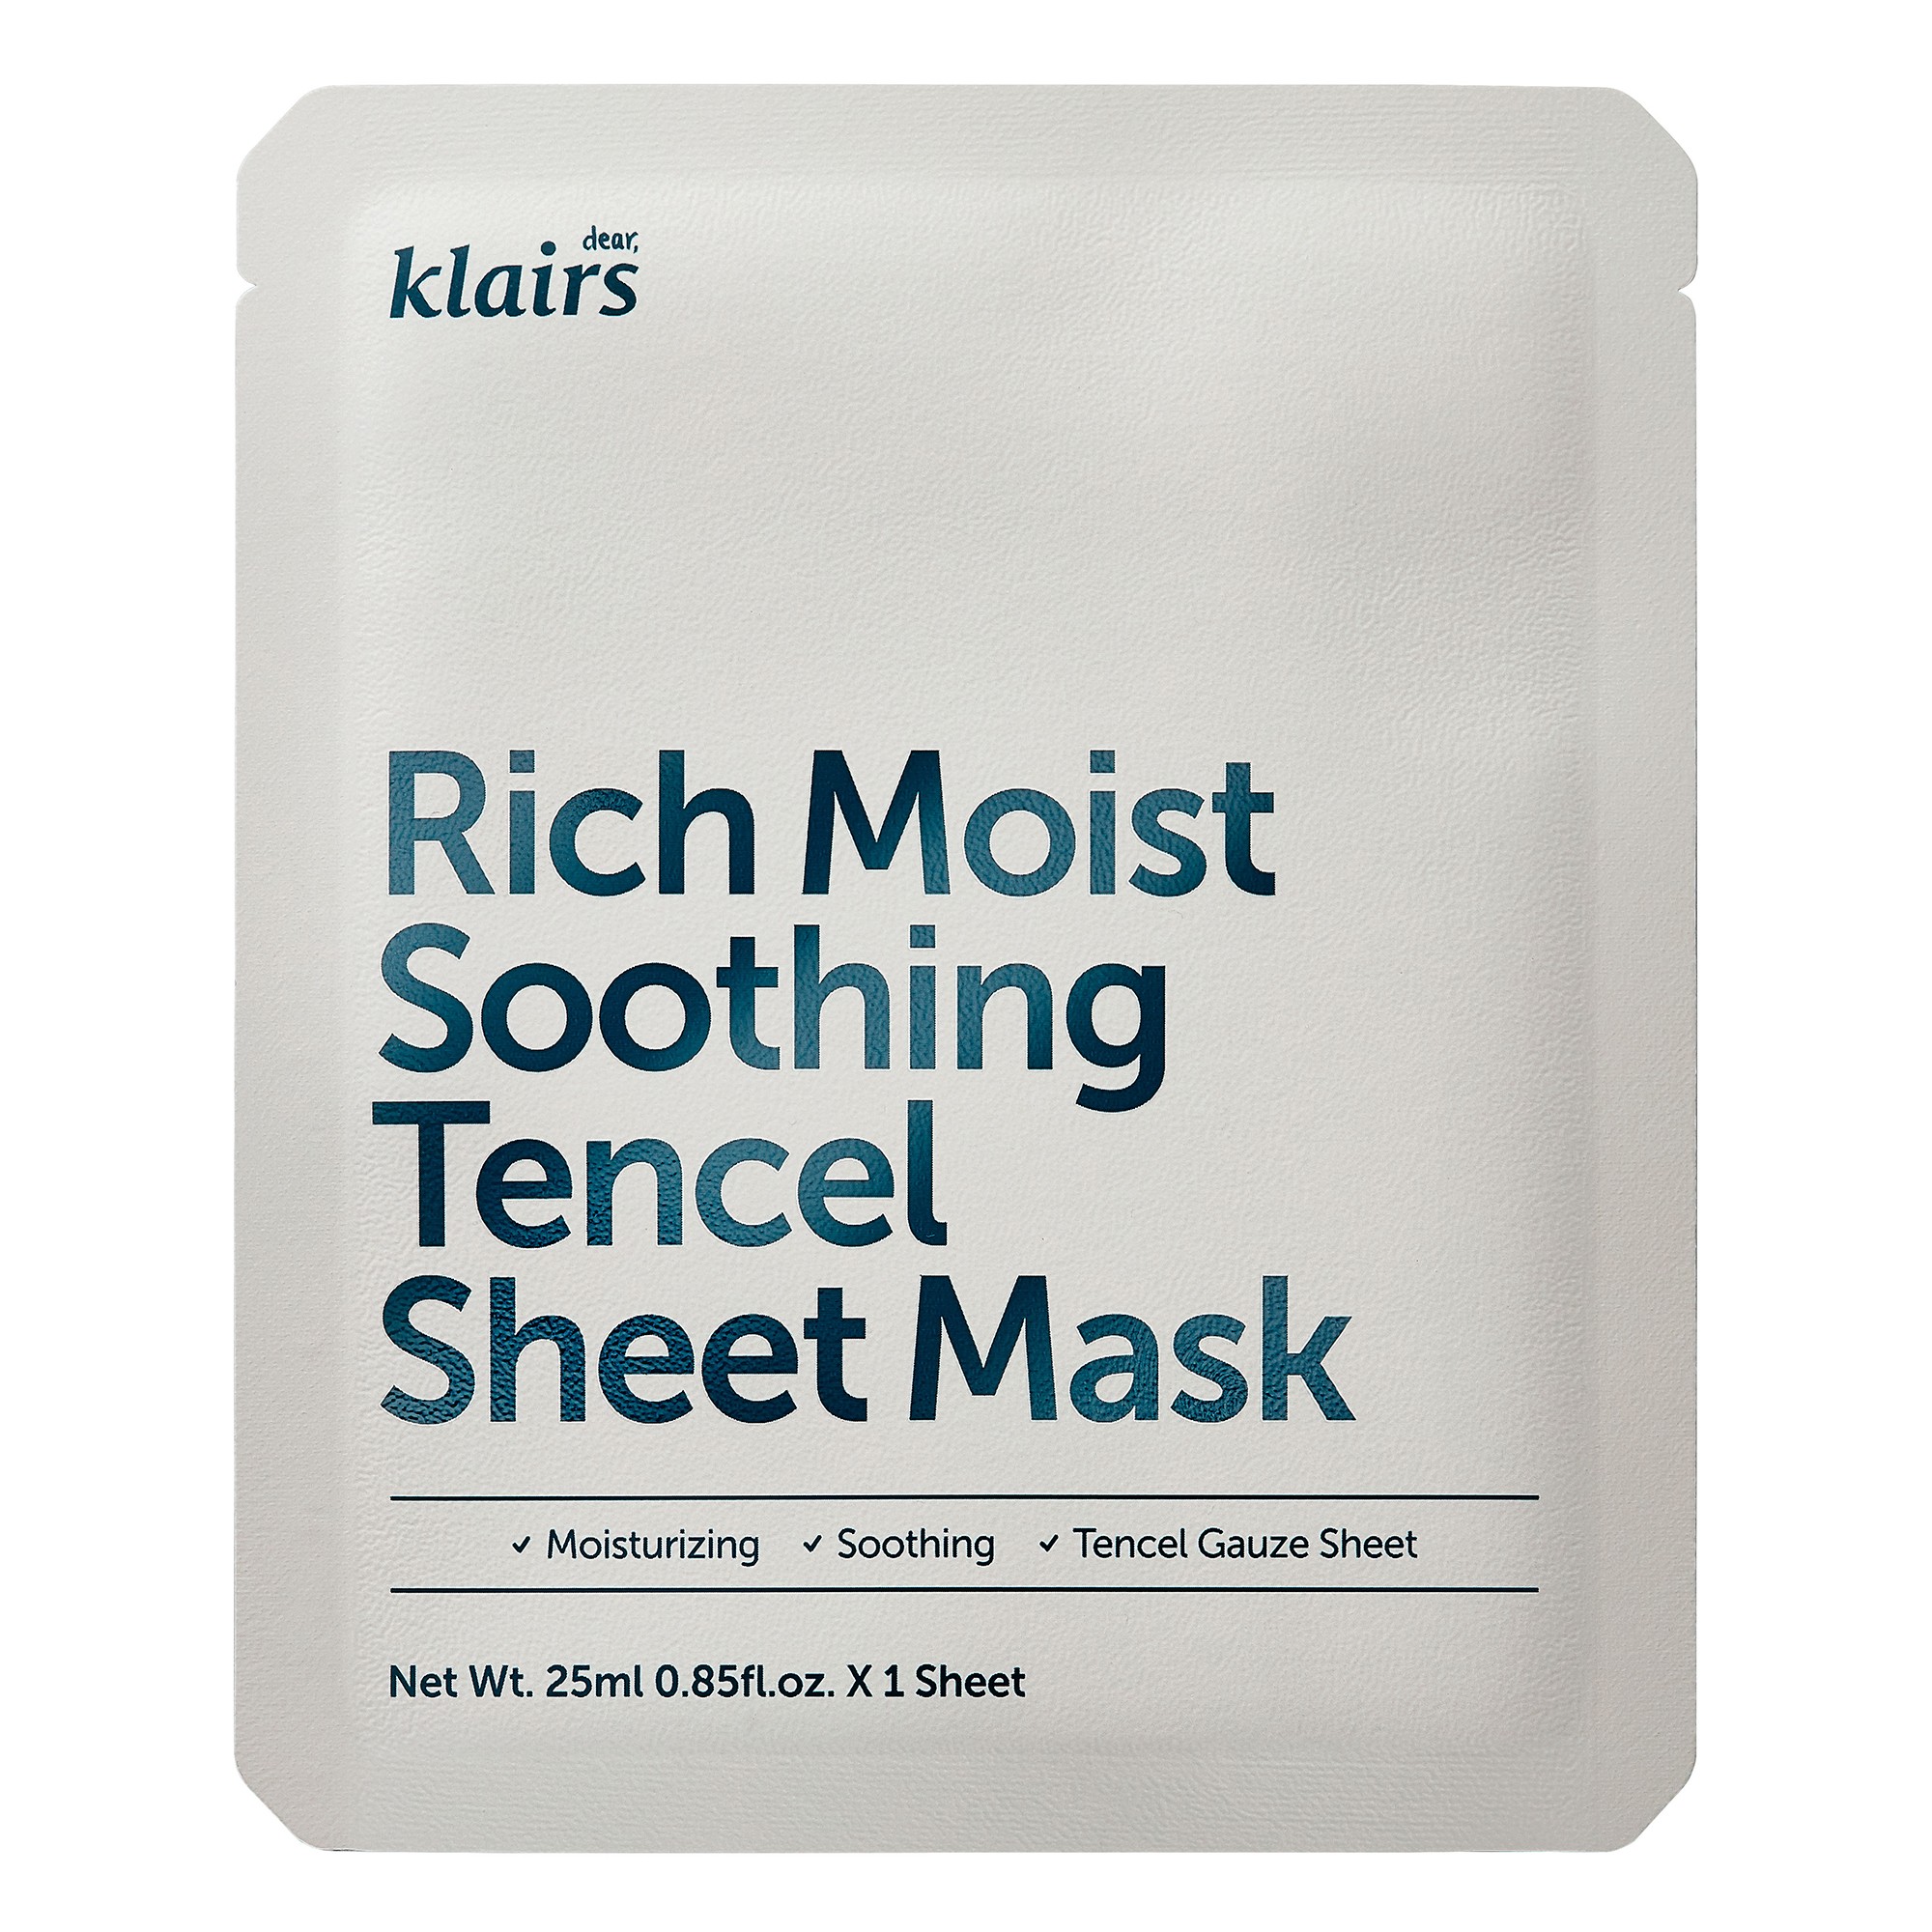 dear,
klairs
Rich Moist
Soothing
Tencel
Sheet Mask
✓ Moisturizing ✓ Soothing ✓ Tencel Gauze Sheet
Net Wt. 25ml 0.85fl.oz. X 1 Sheet